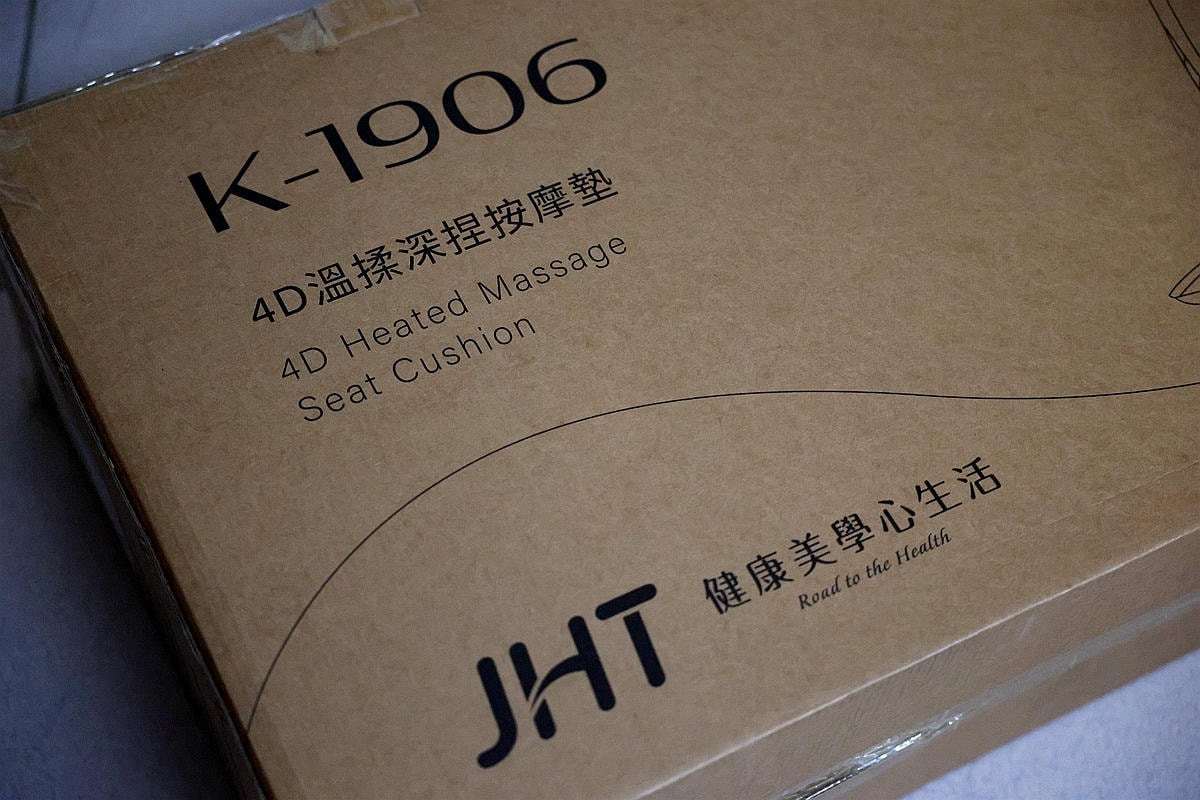 K-1906
4D溫揉深捏按摩墊
4D Heated Massage
Seat Cushion
JHT
健康美學心生活
Road to the Health